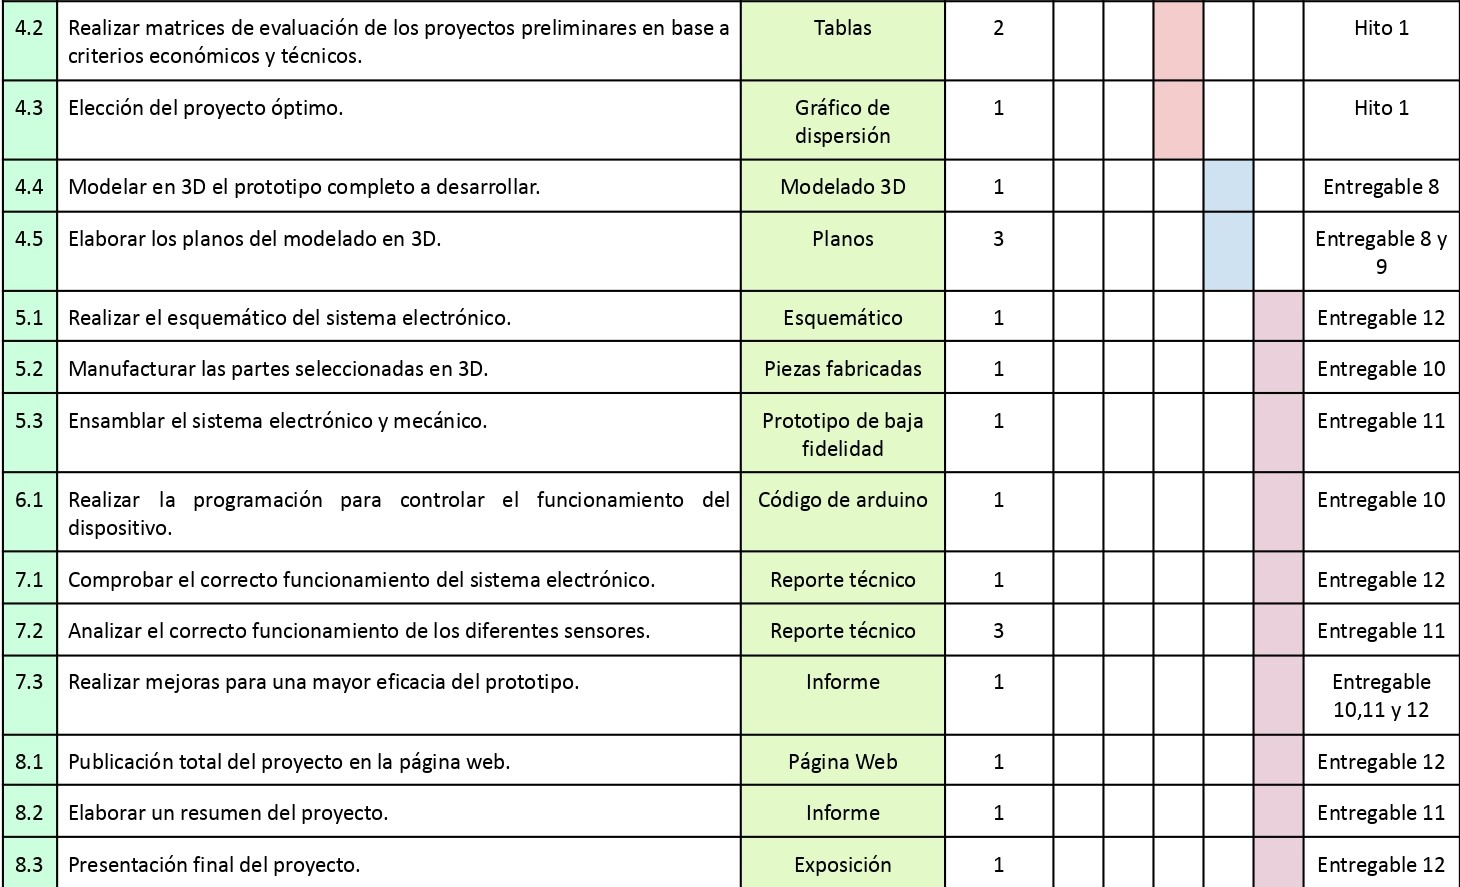 4.2 Realizar matrices de evaluación de los proyectos preliminares en base a Tablas 2 Hito 1
criterios económicos y técnicos.
4.3 Elección del proyecto óptimo. Gráfico de 1 Hito 1
dispersión
4.4 Modelar en 3D el prototipo completo a desarrollar. Modelado 3D 1 Entregable 8
4.5 Elaborar los planos del modelado en 3D. Planos 3 Entregable 8 y
9
5.1 Realizar el esquemático del sistema electrónico. Esquemático 1 Entregable 12
5.2 Manufacturar las partes seleccionadas en 3D. Piezas fabricadas 1 Entregable 10
5.3 Ensamblar el sistema electrónico y mecánico. Prototipo de baja 1 Entregable 11
fidelidad
6.1 Realizar la programación para controlar el funcionamiento del Código de arduino 1 Entregable 10
dispositivo.
7.1 Comprobar el correcto funcionamiento del sistema electrónico. Reporte técnico 1 Entregable 12
7.2 Analizar el correcto funcionamiento de los diferentes sensores. Reporte técnico 3 Entregable 11
7.3 Realizar mejoras para una mayor eficacia del prototipo. Informe 1 Entregable
10,11 y 12
8.1 Publicación total del proyecto en la página web. Página Web 1 Entregable 12
8.2 Elaborar un resumen del proyecto. Informe 1 Entregable 11
8.3 Presentación final del proyecto. Exposición 1 Entregable 12